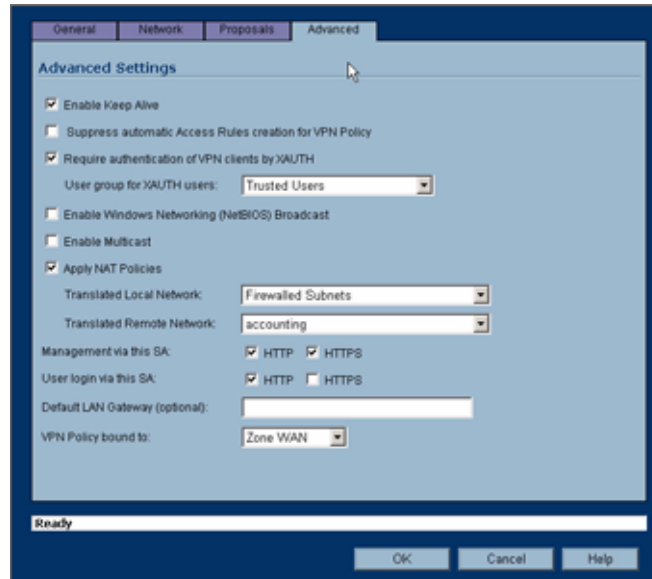 General Network Proposals Advanced
Advanced Settings
Enable Keep Alive
Suppress automatic Access Rules creation for VPN Policy
Require authentication of VPN clients by XAUTH
User group for XAUTH users: Trusted Users
Enable Windows Networking (NetBIOS) Broadcast
Enable Multicast
Apply NAT Policies
Translated Local Network: Firewalled Subnets
Translated Remote Network: accounting
Management via this SA: HTTP HTTPS
User login via this SA: HTTP HTTPS
Default LAN Gateway (optional):
VPN Policy bound to: Zone WAN
Ready
OK Cancel Help